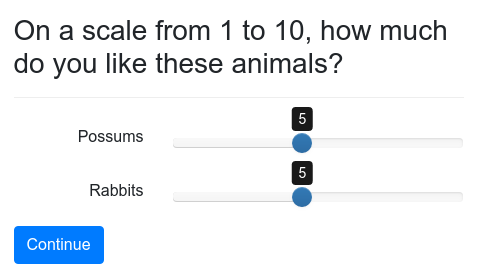 On a scale from 1 to 10, how much
do you like these animals?
5
Possums
5
Rabbits
Continue